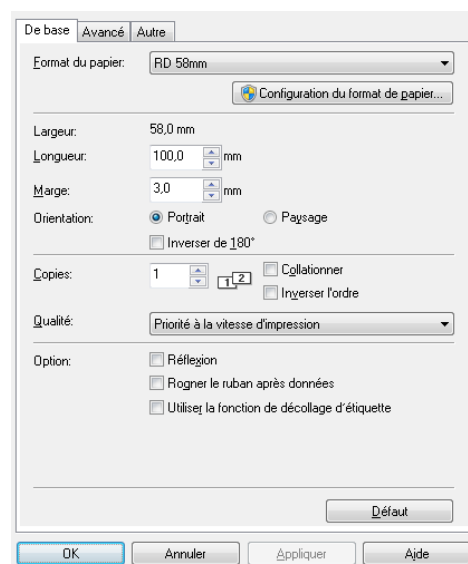 De base Avancé Autre
Format du papier: RD 58mm
Configuration du format de papier...
Largeur: 58,0 mm
Longueur: 100,0 mm
Marge: 3,0 mm
Orientation: Portrait Paysage
Inverser de 180°
Copies: 1 1 2 Collationner
Inverser l'ordre
Qualité: Priorité à la vitesse d'impression
Option: Réflexion
Rogner le ruban après données
Utiliser la fonction de décollage d'étiquette
Défaut
OK Annuler Appliquer Aide